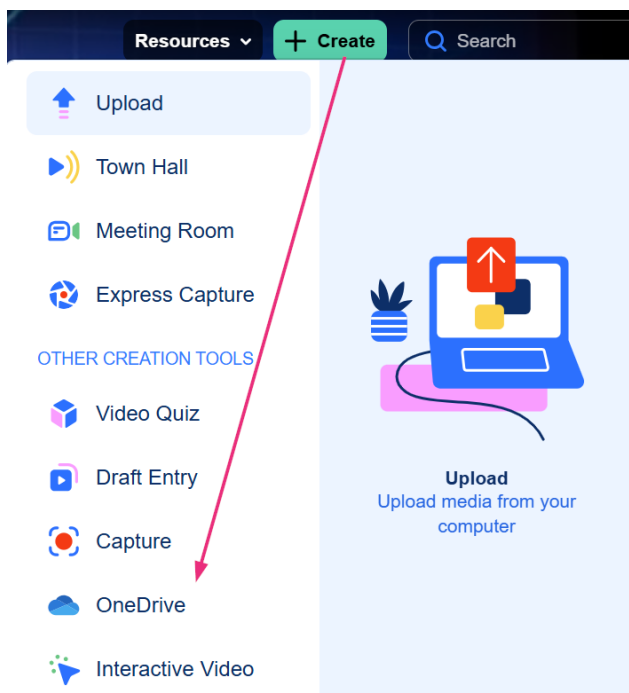 Resources
+ Create
Search
Upload
Town Hall
Meeting Room
Express Capture
OTHER CREATION TOOLS
Video Quiz
Draft Entry
Capture
OneDrive
Interactive Video
Upload
Upload media from your
computer